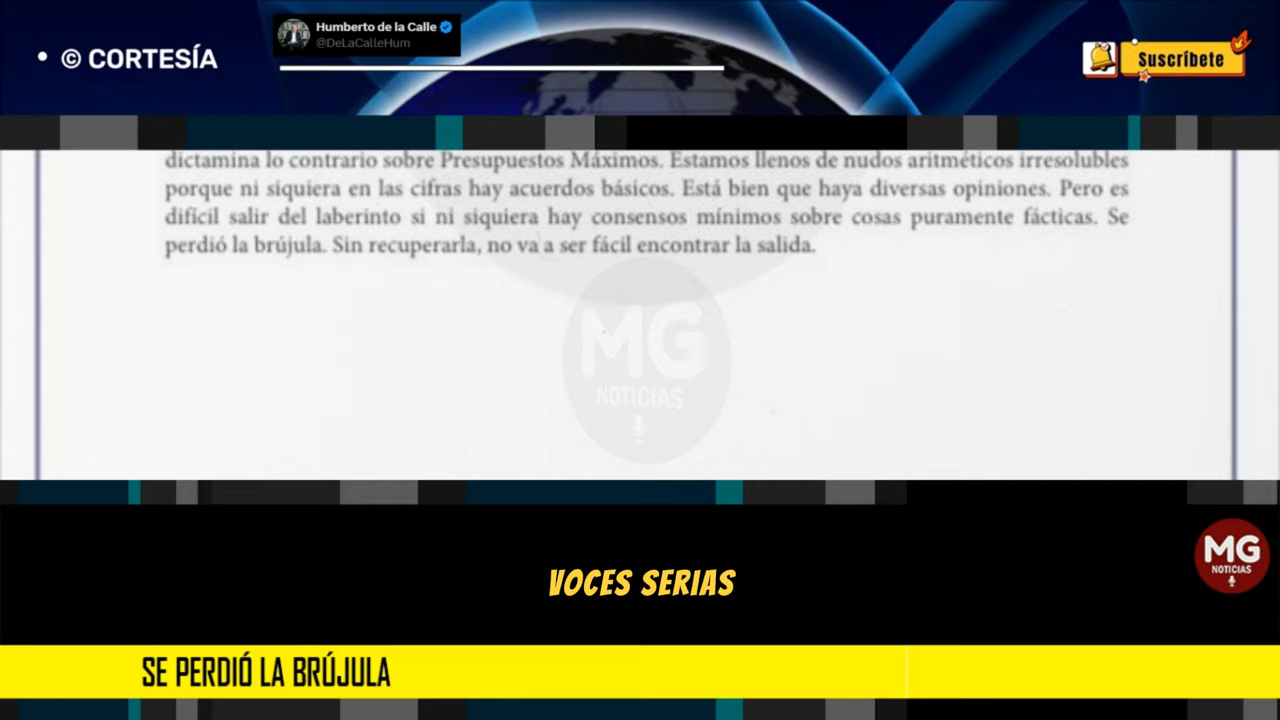 • © CORTESÍA
Humberto de la Calle
@DeLaCalleHum
Suscríbete
dictamina lo contrario sobre Presupuestos Máximos. Estamos llenos de nudos aritméticos irresolubles
porque ni siquiera en las cifras hay acuerdos básicos. Está bien que haya diversas opiniones. Pero es
difícil salir del laberinto si ni siquiera hay consensos mínimos sobre cosas puramente fácticas. Se
perdió la brújula. Sin recuperarla, no va a ser fácil encontrar la salida.
MG
NOTICIAS
VOCES SERIAS
MG
NOTICIAS
SE PERDIÓ LA BRÚJULA